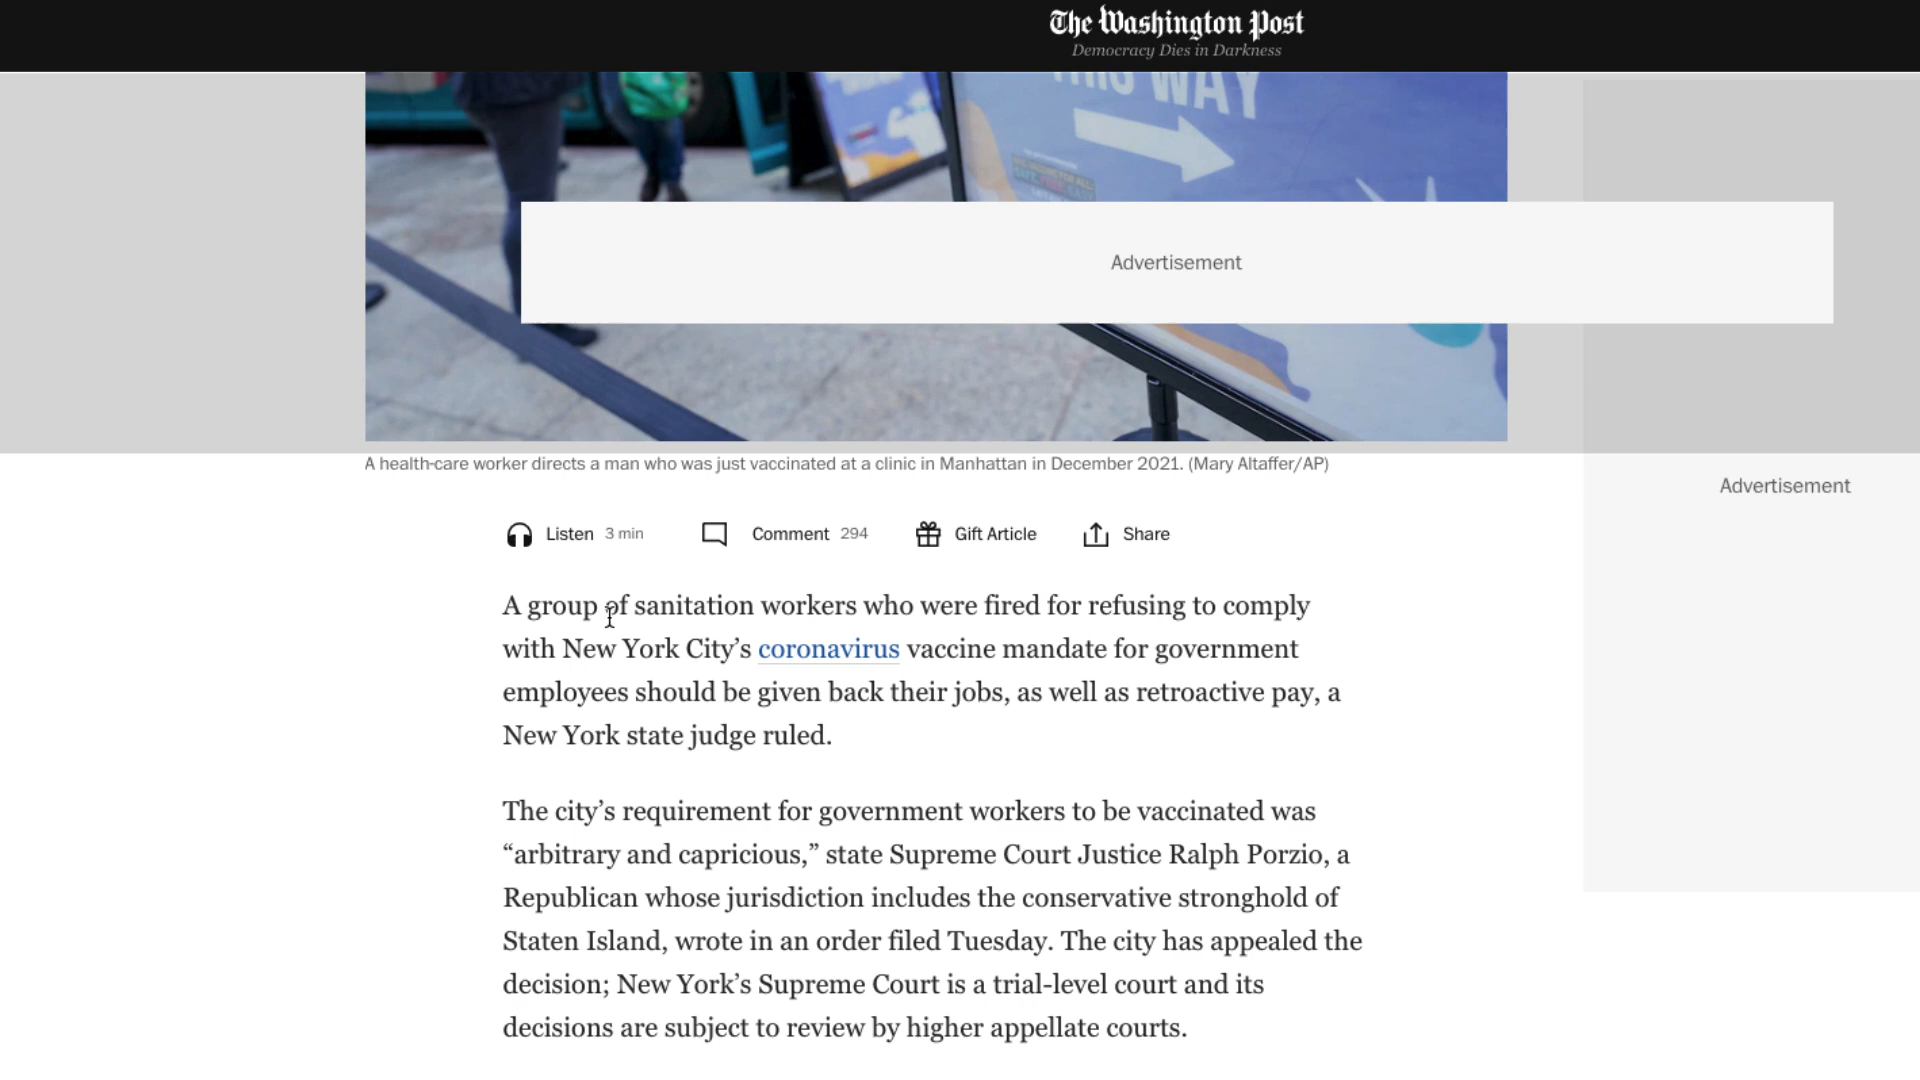 The Washington Post
Democracy Dies in Darkness
THIS WAY
Advertisement
A health-care worker directs a man who was just vaccinated at a clinic in Manhattan in December 2021. (Mary Altaffer/AP)
Advertisement
Listen 3 min Comment 294 Gift Article Share
A group of sanitation workers who were fired for refusing to comply
with New York City’s coronavirus vaccine mandate for government
employees should be given back their jobs, as well as retroactive pay, a
New York state judge ruled.
The city’s requirement for government workers to be vaccinated was
“arbitrary and capricious,” state Supreme Court Justice Ralph Porzio, a
Republican whose jurisdiction includes the conservative stronghold of
Staten Island, wrote in an order filed Tuesday. The city has appealed the
decision; New York’s Supreme Court is a trial-level court and its
decisions are subject to review by higher appellate courts.